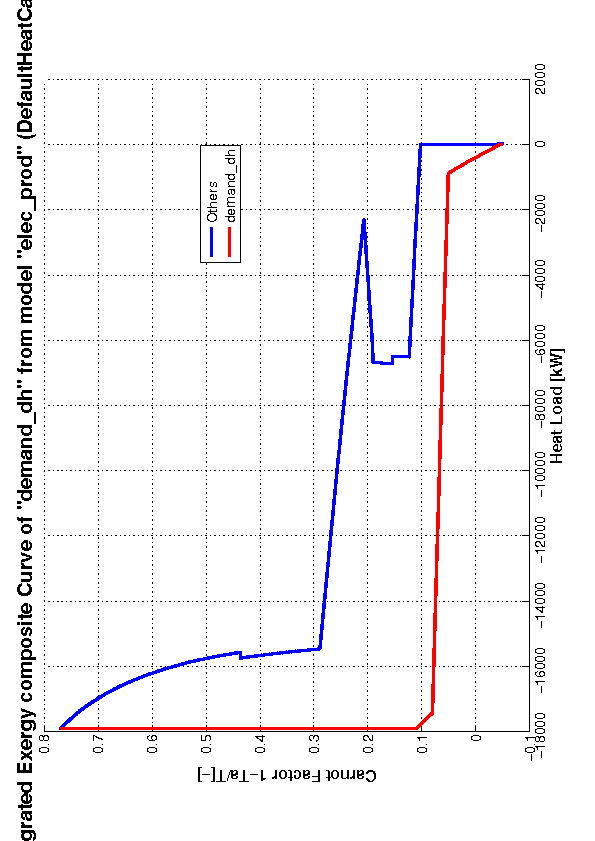 grated Exergy composite Curve of "demand_dh" from model "elec_prod" (DefaultHeatCa
Others
demand_dh
0.8
0.7
0.6
0.5
0.4
0.3
0.2
0.1
0
−0.1
Carnot Factor 1−Ta/T[−]
−18000 −16000 −14000 −12000 −10000 −8000 −6000 −4000 −2000 0 2000
Heat Load [kW]